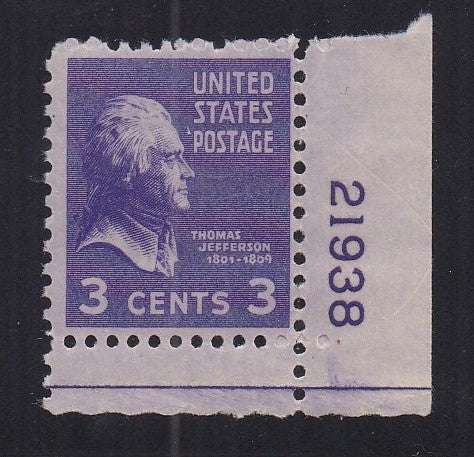 UNITED
STATES
POSTAGE
THOMAS
JEFFERSON
1801-1809
3 CENTS 3
21938